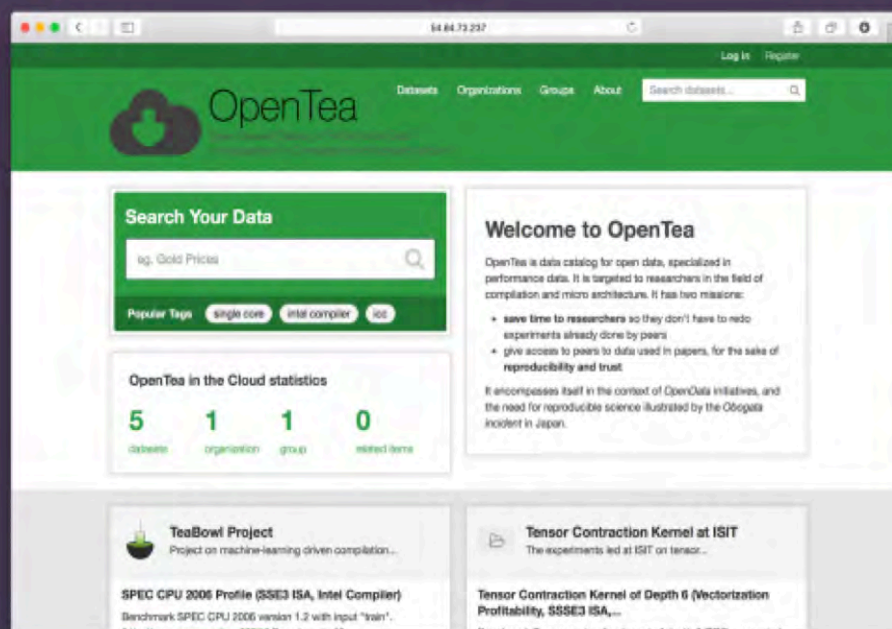 54.64.73.237
Log in Register
OpenTea
Datasets Organizations Groups About Search datasets...
Search Your Data
eg. Gold Prices
Popular Tags single core intel compiler icc
OpenTea in the Cloud statistics
5 1 1 0
datasets organization group related items
Welcome to OpenTea
OpenTea is data catalog for open data, specialized in
performance data. It is targeted to researchers in the field of
compilation and micro architecture. It has two missions:
• save time to researchers so they don't have to redo
experiments already done by peers
• give access to peers to data used in papers, for the sake of
reproducibility and trust
It encompasses itself in the context of OpenData initiatives, and
the need for reproducible science illustrated by the Obogata
incident in Japan.
TeaBowl Project
Project on machine-learning driven compilation...
SPEC CPU 2006 Profile (SSE3 ISA, Intel Compiler)
Benchmark SPEC CPU 2006 version 1.2 with input "train".
Tensor Contraction Kernel at ISIT
The experiments led at ISIT on tensor...
Tensor Contraction Kernel of Depth 6 (Vectorization
Profitability, SSSE3 ISA,...